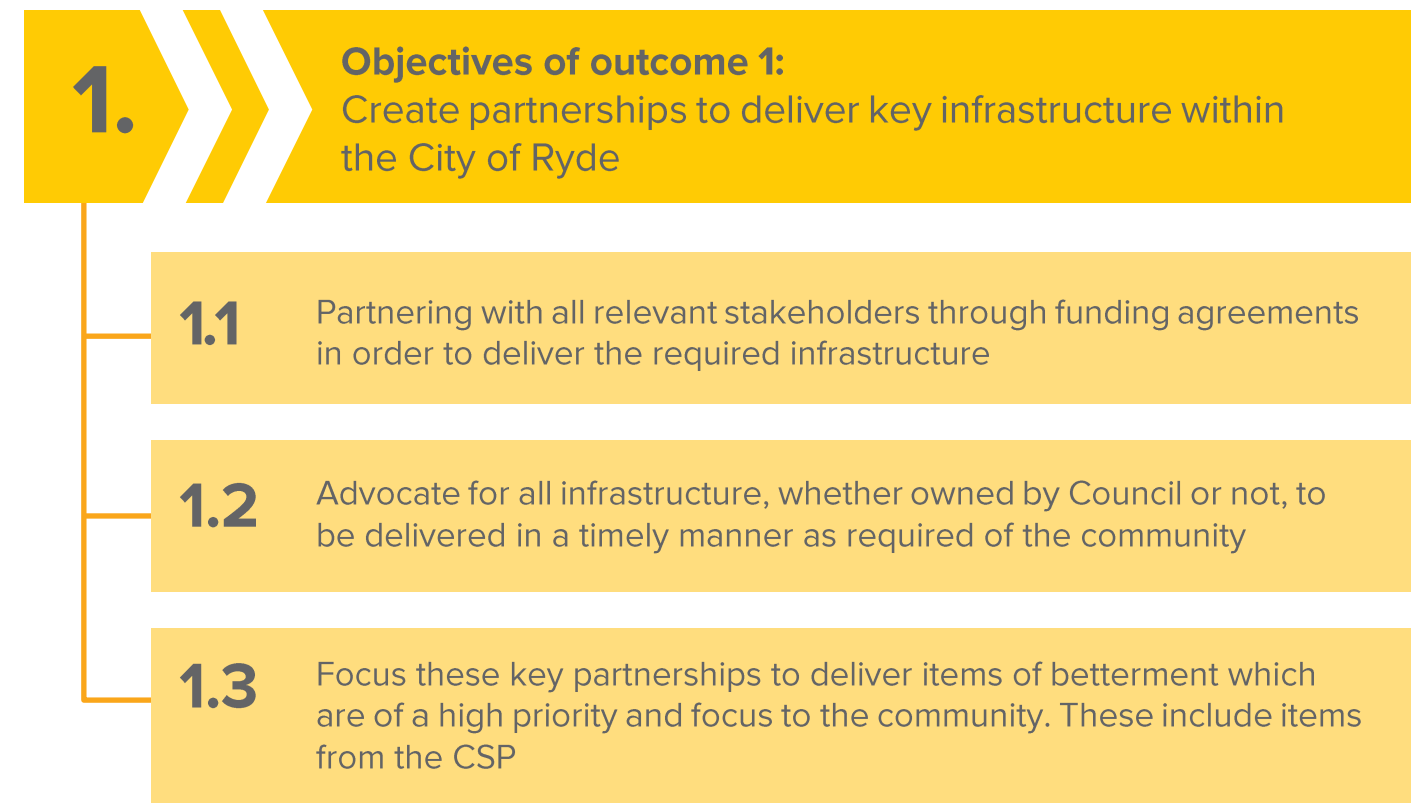 1.
Objectives of outcome 1:
Create partnerships to deliver key infrastructure within
the City of Ryde
1.1
Partnering with all relevant stakeholders through funding agreements
in order to deliver the required infrastructure
1.2
Advocate for all infrastructure, whether owned by Council or not, to
be delivered in a timely manner as required of the community
1.3
Focus these key partnerships to deliver items of betterment which
are of a high priority and focus to the community. These include items
from the CSP